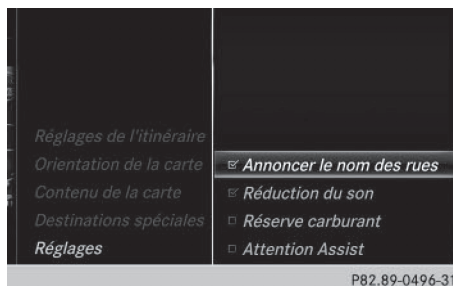 Réglages de l'itinéraire
Orientation de la carte
Contenu de la carte
Destinations spéciales
Réglages
Annoncer le nom des rues
Réduction du son
Réserve carburant
Attention Assist
P82.89-0496-31